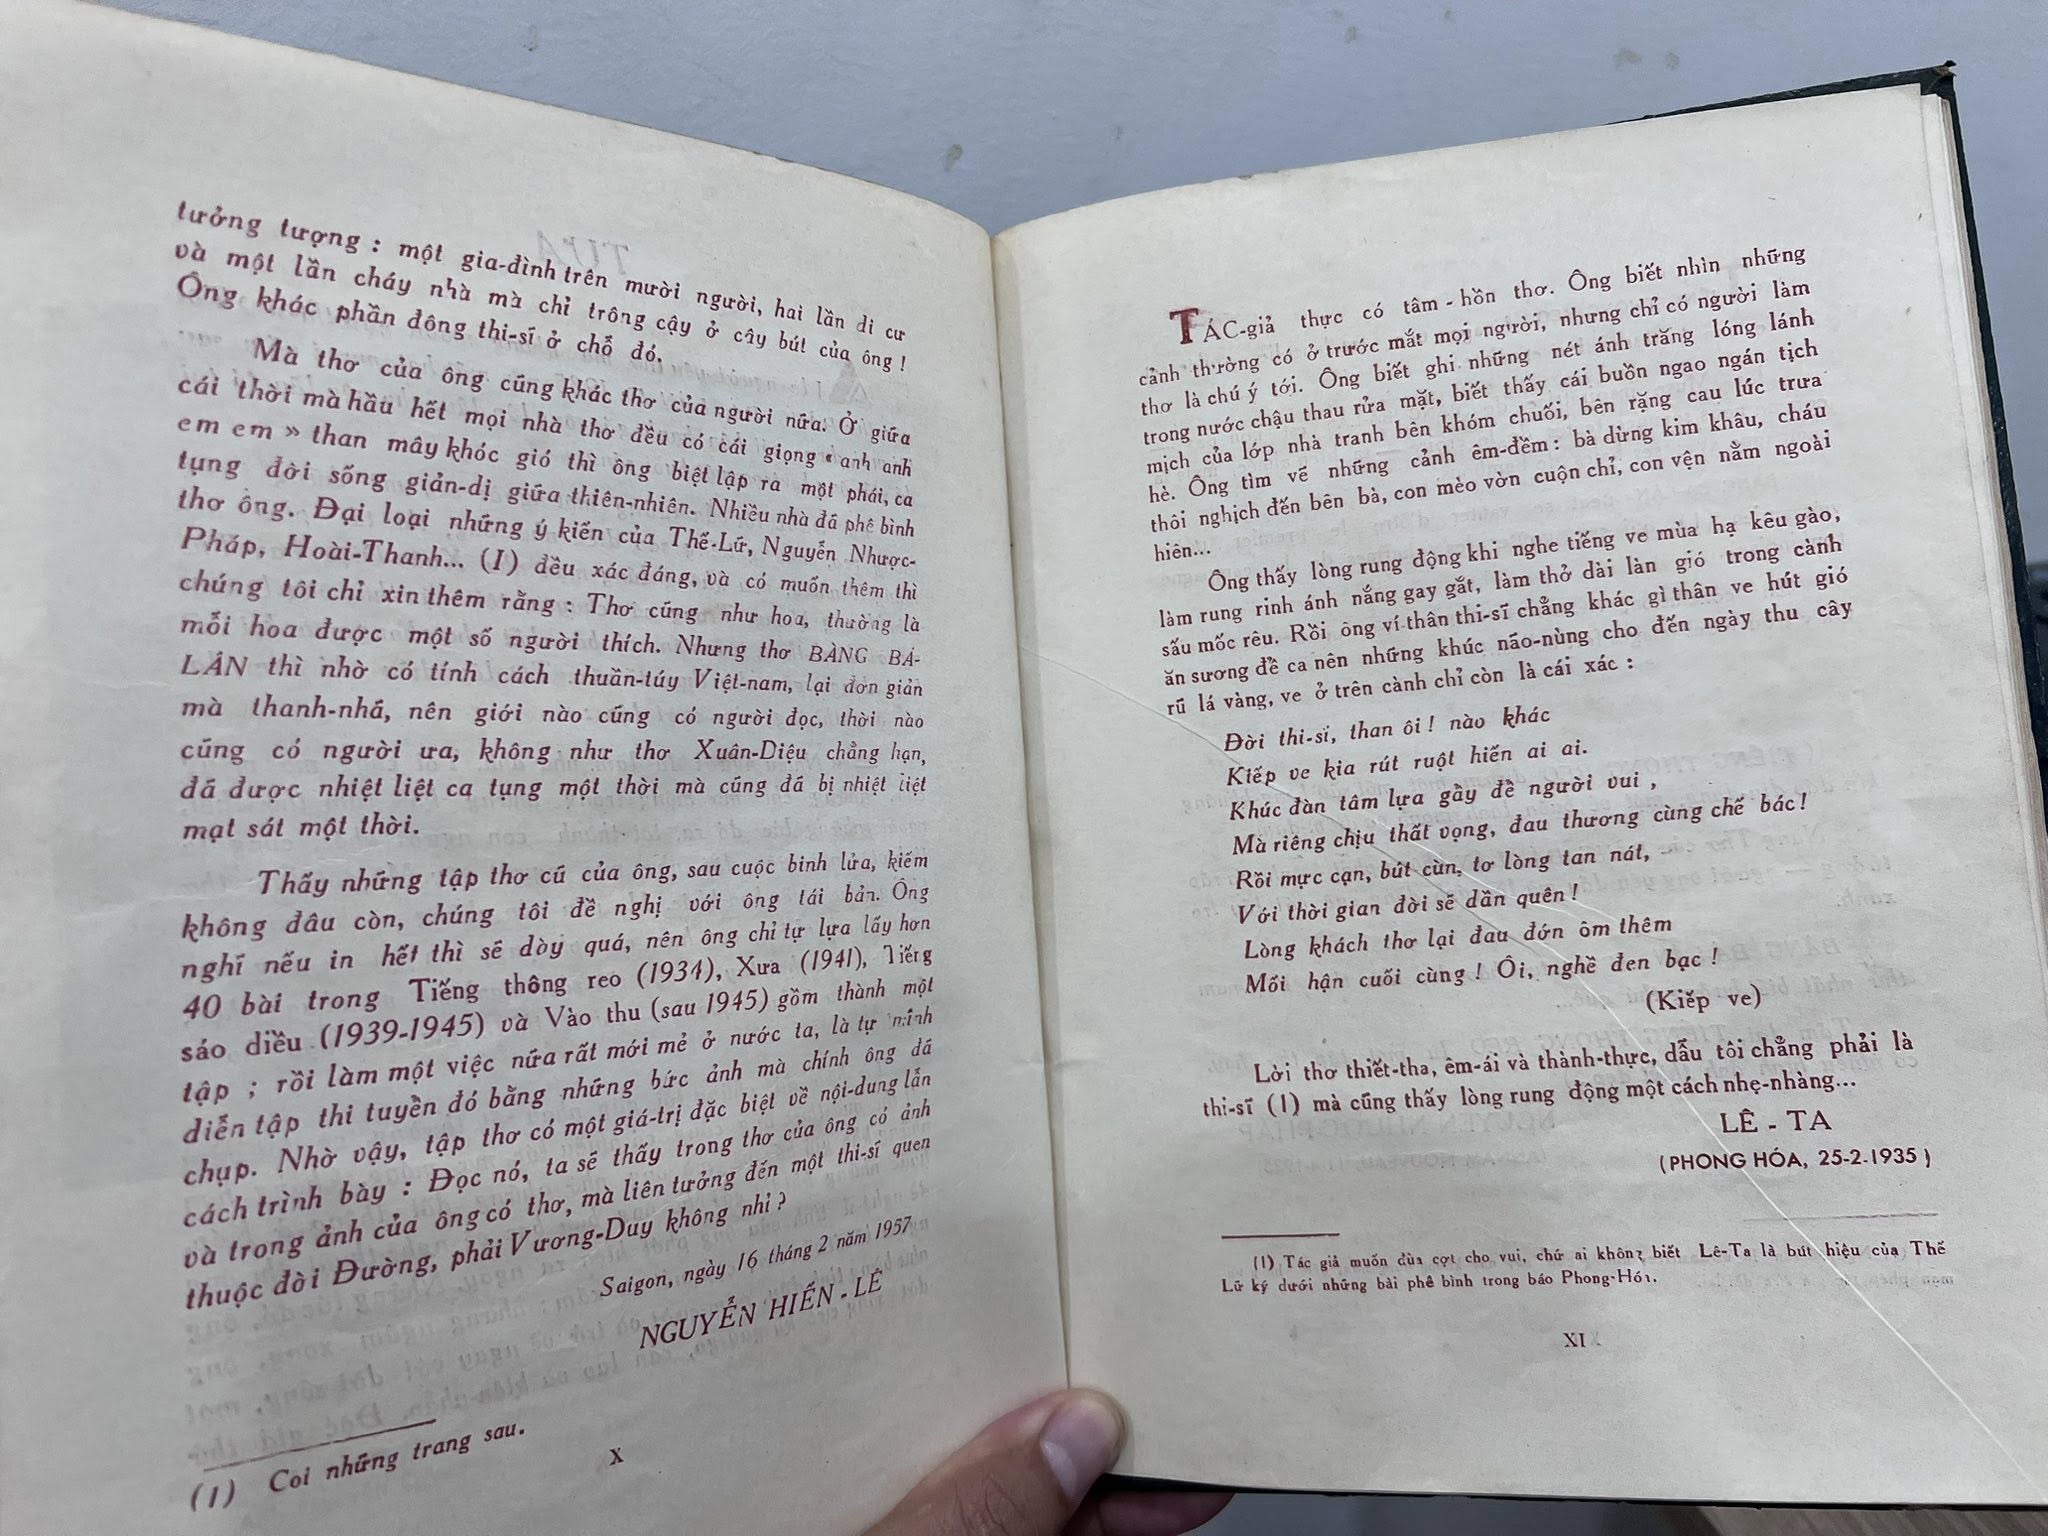 tưởng tượng : một gia-đình trên mười người, hai lần di cư
và một lần cháy nhà mà chỉ trông cậy ở cây bút của ông !
Ông khác phần đông thi-sĩ ở chỗ đó.
Mà thơ của ông cũng khác thơ của người nữa. Ở giữa
cái thời mà hầu hết mọi nhà thơ đều có cái giọng « anh anh
em em » than mây khóc gió thì ông biệt lập ra một phái, ca
tụng đời sống giản-dị giữa thiên-nhiên. Nhiều nhà đã phê bình
thơ ông. Đại loại những ý kiến của Thế-Lữ, Nguyễn Nhược-
Pháp, Hoài-Thanh... (I) đều xác đáng, và có muốn thêm thì
chúng tôi chỉ xin thêm rằng : Thơ cũng như hoa, thường là
mỗi hoa được một số người thích. Nhưng thơ BÀNG BÁ-
LÂN thì nhờ có tính cách thuần-túy Việt-nam, lại đơn giản
mà thanh-nhã, nên giới nào cũng có người đọc, thời nào
cũng có người ưa, không như thơ Xuân-Diệu chẳng hạn,
đã được nhiệt liệt ca tụng một thời mà cũng đã bị nhiệt liệt
mạt sát một thời.
Thấy những tập thơ cũ của ông, sau cuộc binh lửa, kiếm
không đâu còn, chúng tôi đề nghị với ông tái bản. Ông
nghĩ nếu in hết thì sẽ dày quá, nên ông chỉ tự lựa lấy hơn
40 bài trong Tiếng thông reo (1934), Xưa (1941), Tiếng
sáo diều (1939-1945) và Vào thu (sau 1945) gồm thành một
tập ; rồi làm một việc nữa rất mới mẻ ở nước ta, là tự mình
diễn tập thi tuyển đó bằng những bức ảnh mà chính ông đã
chụp. Nhờ vậy, tập thơ có một giá-trị đặc biệt về nội-dung lẫn
cách trình bày : Đọc nó, ta sẽ thấy trong thơ của ông có ảnh
và trong ảnh của ông có thơ, mà liên tưởng đến một thi-sĩ quen
thuộc đời Đường, phải Vương-Duy không nhỉ ?
Saigon, ngày 16 tháng 2 năm 1957
NGUYỄN HIẾN - LÊ
(1) Coi những trang sau.
X
TÁC-giả thực có tâm - hồn thơ. Ông biết nhìn những
cảnh thường có ở trước mắt mọi người, nhưng chỉ có người làm
thơ là chú ý tới. Ông biết ghi những nét ánh trăng lóng lánh
trong nước chậu thau rửa mặt, biết thấy cái buồn ngao ngán tịch
mịch của lớp nhà tranh bên khóm chuối, bên rặng cau lúc trưa
hè. Ông tìm vẽ những cảnh êm-đềm : bà dừng kim khâu, cháu
thôi nghịch đến bên bà, con mèo vờn cuộn chỉ, con vện nằm ngoài
hiên...
Ông thấy lòng rung động khi nghe tiếng ve mùa hạ kêu gào,
làm rung rinh ánh nắng gay gắt, làm thở dài làn gió trong cành
sấu mốc rêu. Rồi ông ví thân thi-sĩ chẳng khác gì thân ve hút gió
ăn sương để ca nên những khúc não-nùng cho đến ngày thu cây
rũ lá vàng, ve ở trên cành chỉ còn là cái xác :
Đời thi-sĩ, than ôi ! nào khác
Kiếp ve kia rút ruột hiến ai ai.
Khúc đàn tâm lựa gảy để người vui ,
Mà riêng chịu thất vọng, đau thương cùng chế bác !
Rồi mực cạn, bút cùn, tơ lòng tan nát,
Với thời gian đời sẽ dần quên !
Lòng khách thơ lại đau đớn ôm thêm
Mối hận cuối cùng ! Ôi, nghề đen bạc !
(Kiếp ve)
Lời thơ thiết-tha, êm-ái và thành-thực, dẫu tôi chẳng phải là
thi-sĩ (1) mà cũng thấy lòng rung động một cách nhẹ-nhàng...
LÊ - TA
(PHONG HÓA, 25-2-1935)
(1) Tác giả muốn đùa cợt cho vui, chứ ai không biết Lê-Ta là bút hiệu của Thế
Lữ ký dưới những bài phê bình trong báo Phong-Hóa.
XI